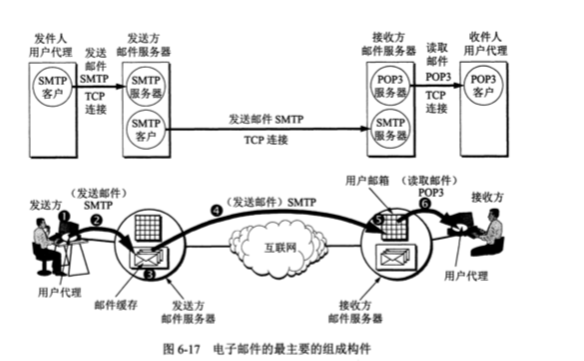 发件人
用户代理
发送方
邮件服务器
接收方
邮件服务器
收件人
用户代理
发送
邮件
SMTP
TCP
连接
读取
邮件
POP3
TCP
连接
SMTP
客户
SMTP
服务器
SMTP
客户
POP3
服务器
SMTP
服务器
POP3
客户
发送邮件 SMTP
TCP 连接
发送方
(发送邮件)
SMTP
(发送邮件) SMTP
用户邮箱
(读取邮件)
POP3
接收方
❶
❷
❸
❹
❺
❻
互联网
用户代理
邮件缓存
发送方
邮件服务器
接收方
邮件服务器
用户代理
图 6-17 电子邮件的最主要的组成构件